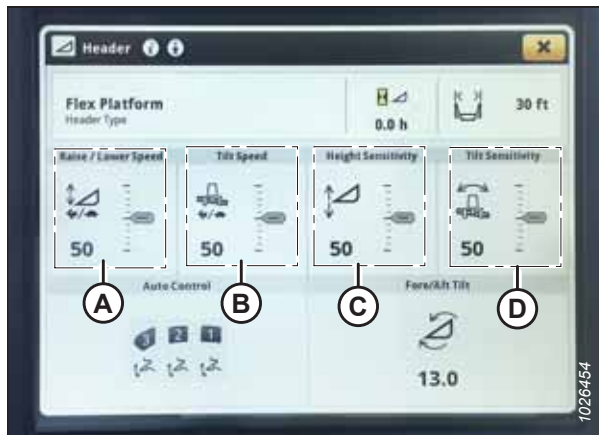 Header
Flex Platform
Header Type
0.0 h
30 ft
Raise / Lower Speed
Tilt Speed
Height Sensitivity
Tilt Sensitivity
50
50
50
50
A
B
C
D
Auto Control
Fore/Aft Tilt
3 2 1
13.0
1026454